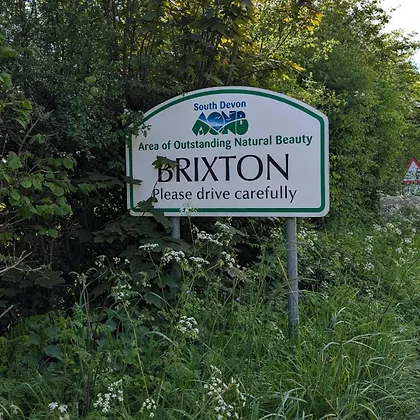 South Devon
AONB
Area of Outstanding Natural Beauty
BRIXTON
Please drive carefully